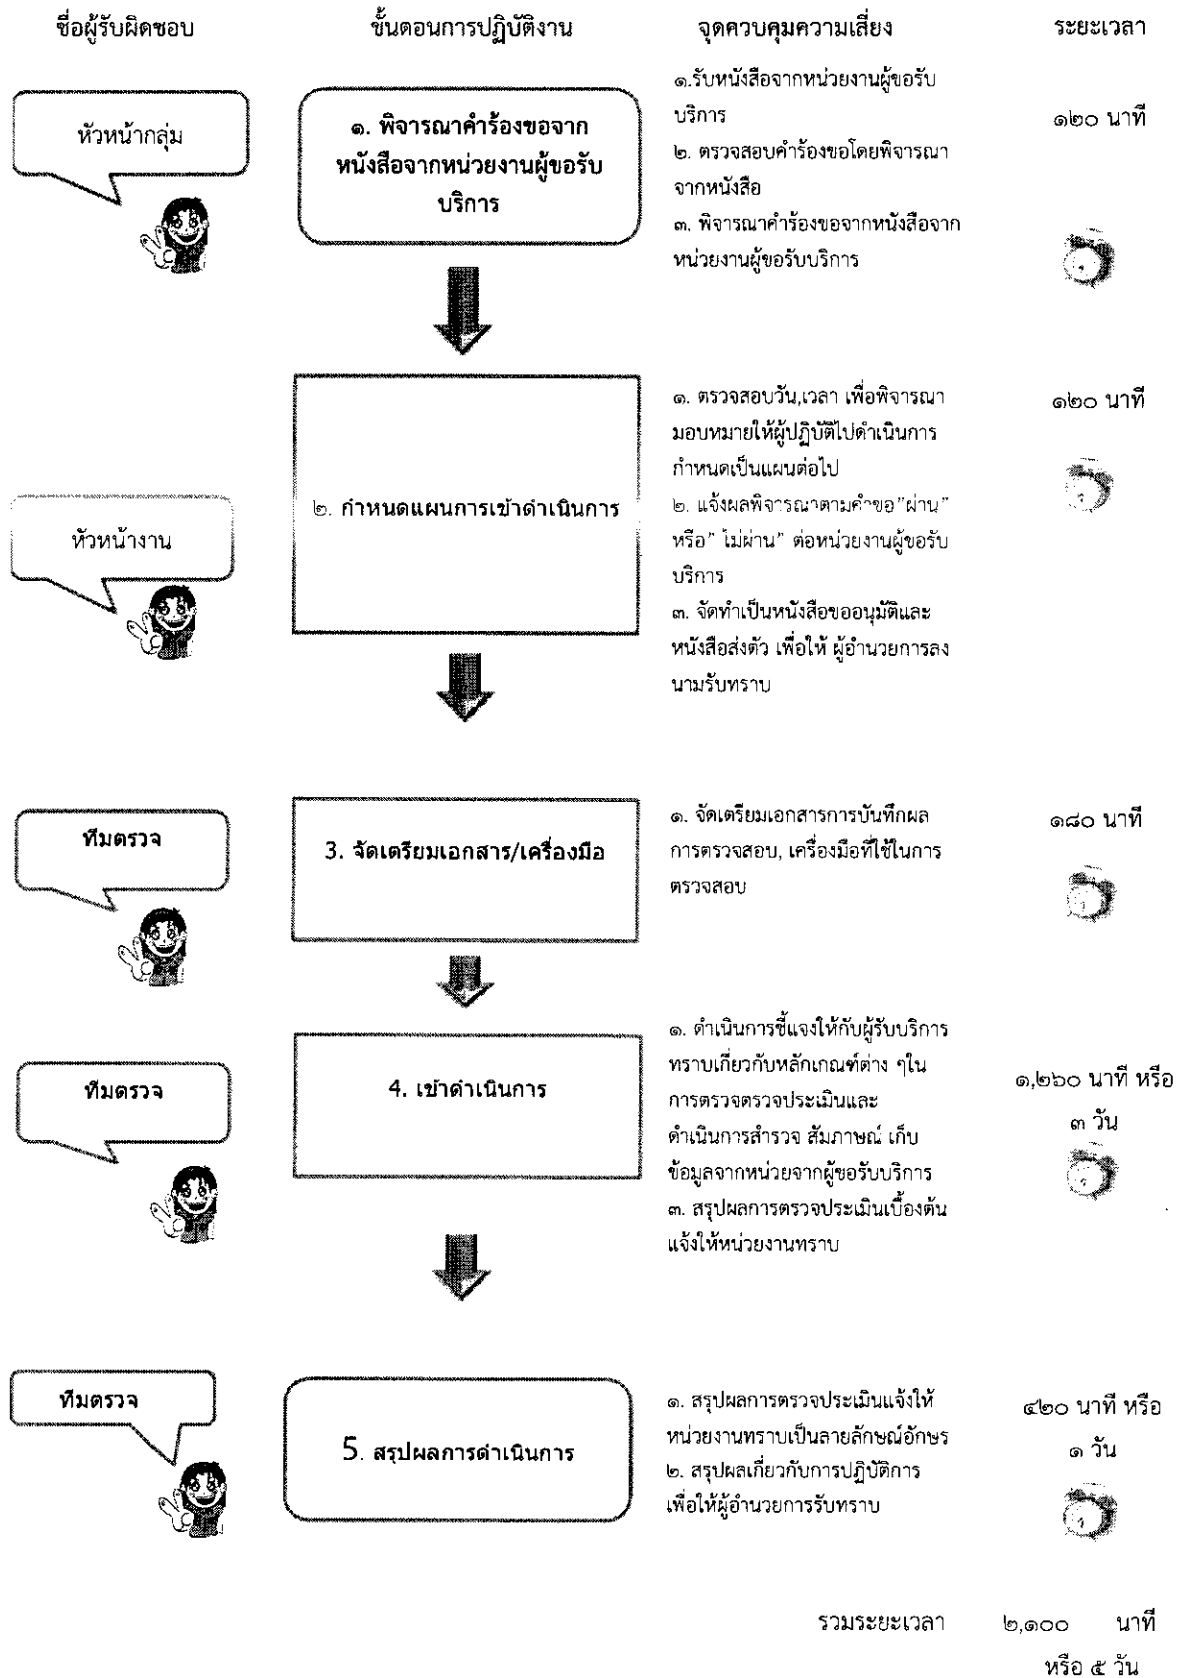 ชื่อผู้รับผิดชอบ ขั้นตอนการปฏิบัติงาน จุดควบคุมความเสี่ยง ระยะเวลา
หัวหน้ากลุ่ม
๑. พิจารณาคำร้องขอจาก
หนังสือจากหน่วยงานผู้ขอรับ
บริการ
๑.รับหนังสือจากหน่วยงานผู้ขอรับ
บริการ
๒. ตรวจสอบคำร้องขอโดยพิจารณา
จากหนังสือ
๓. พิจารณาคำร้องขอจากหนังสือจาก
หน่วยงานผู้ขอรับบริการ
๑๒๐ นาที
หัวหน้างาน
๒. กำหนดแผนการเข้าดำเนินการ
๑. ตรวจสอบวัน,เวลา เพื่อพิจารณา
มอบหมายให้ผู้ปฏิบัติไปดำเนินการ
กำหนดเป็นแผนต่อไป
๒. แจ้งผลพิจารณาตามคำขอ"ผ่าน"
หรือ" ไม่ผ่าน" ต่อหน่วยงานผู้ขอรับ
บริการ
๓. จัดทำเป็นหนังสือขออนุมัติและ
หนังสือส่งตัว เพื่อให้ ผู้อำนวยการลง
นามรับทราบ
๑๒๐ นาที
ทีมตรวจ
3. จัดเตรียมเอกสาร/เครื่องมือ
๑. จัดเตรียมเอกสารการบันทึกผล
การตรวจสอบ, เครื่องมือที่ใช้ในการ
ตรวจสอบ
๑๘๐ นาที
ทีมตรวจ
4. เข้าดำเนินการ
๑. ดำเนินการชี้แจงให้กับผู้รับบริการ
ทราบเกี่ยวกับหลักเกณฑ์ต่าง ๆใน
การตรวจตรวจประเมินและ
ดำเนินการสำรวจ สัมภาษณ์ เก็บ
ข้อมูลจากหน่วยจากผู้ขอรับบริการ
๓. สรุปผลการตรวจประเมินเบื้องต้น
แจ้งให้หน่วยงานทราบ
๑,๒๖๐ นาที หรือ
๓ วัน
ทีมตรวจ
5. สรุปผลการดำเนินการ
๑. สรุปผลการตรวจประเมินแจ้งให้
หน่วยงานทราบเป็นลายลักษณ์อักษร
๒. สรุปผลเกี่ยวกับการปฏิบัติการ
เพื่อให้ผู้อำนวยการรับทราบ
๔๒๐ นาที หรือ
๑ วัน
รวมระยะเวลา ๒,๑๐๐ นาที
หรือ ๕ วัน